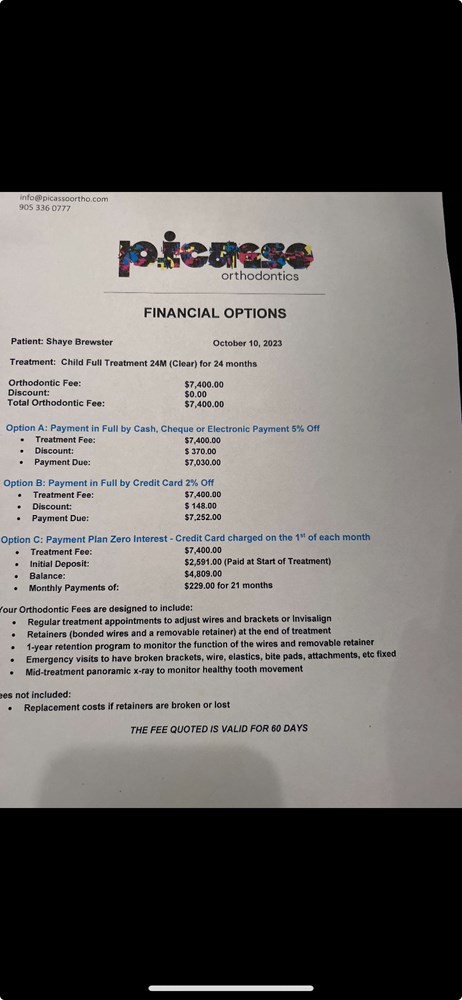 info@picassoortho.com
905 336 0777
picasso
orthodontics
FINANCIAL OPTIONS
Patient: Shaye Brewster October 10, 2023
Treatment: Child Full Treatment 24M (Clear) for 24 months
Orthodontic Fee: $7,400.00
Discount: $0.00
Total Orthodontic Fee: $7,400.00
Option A: Payment in Full by Cash, Cheque or Electronic Payment 5% Off
• Treatment Fee: $7,400.00
• Discount: $ 370.00
• Payment Due: $7,030.00
Option B: Payment in Full by Credit Card 2% Off
• Treatment Fee: $7,400.00
• Discount: $ 148.00
• Payment Due: $7,252.00
Option C: Payment Plan Zero Interest - Credit Card charged on the 1st of each month
• Treatment Fee: $7,400.00
• Initial Deposit: $2,591.00 (Paid at Start of Treatment)
• Balance: $4,809.00
• Monthly Payments of: $229.00 for 21 months
Your Orthodontic Fees are designed to include:
• Regular treatment appointments to adjust wires and brackets or Invisalign
• Retainers (bonded wires and a removable retainer) at the end of treatment
• 1-year retention program to monitor the function of the wires and removable retainer
• Emergency visits to have broken brackets, wire, elastics, bite pads, attachments, etc fixed
• Mid-treatment panoramic x-ray to monitor healthy tooth movement
ees not included:
• Replacement costs if retainers are broken or lost
THE FEE QUOTED IS VALID FOR 60 DAYS